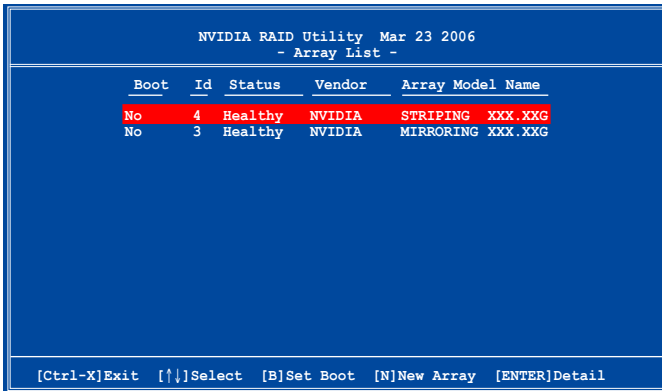 NVIDIA RAID Utility  Mar 23 2006
- Array List -
Boot  Id  Status  Vendor  Array Model Name
No  4  Healthy  NVIDIA  STRIPING  XXX.XXG
No  3  Healthy  NVIDIA  MIRRORING XXX.XXG
[Ctrl-X]Exit  [↑↓]Select  [B]Set Boot  [N]New Array  [ENTER]Detail